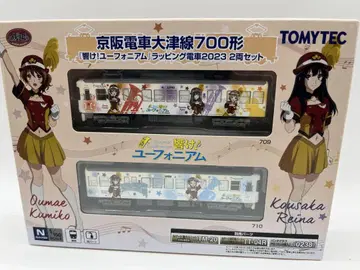 京阪電車大津線700形
「響け!ユーフォニアム」ラッピング電車2023 2両セット
TOMYTEC
709
響け!
ユーフォニアム
710
Oumae
Kumiko
Kousaka
Reina
N